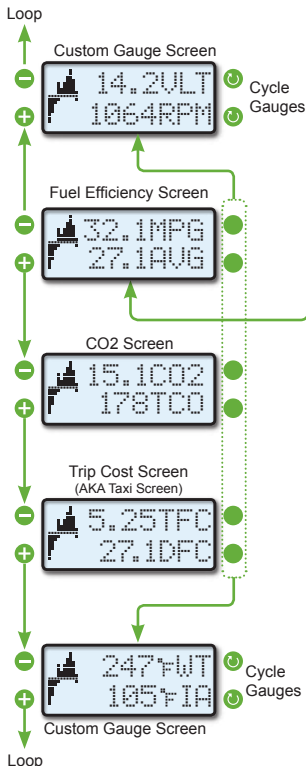 Loop
Custom Gauge Screen
14.2VLT
1064RPM
Cycle
Gauges
Fuel Efficiency Screen
32.1MPG
27.1AVG
CO2 Screen
15.1CO2
178TCO
Trip Cost Screen
(AKA Taxi Screen)
5.25TFC
27.1DFC
247°FWT
105°FIA
Cycle
Gauges
Custom Gauge Screen
Loop